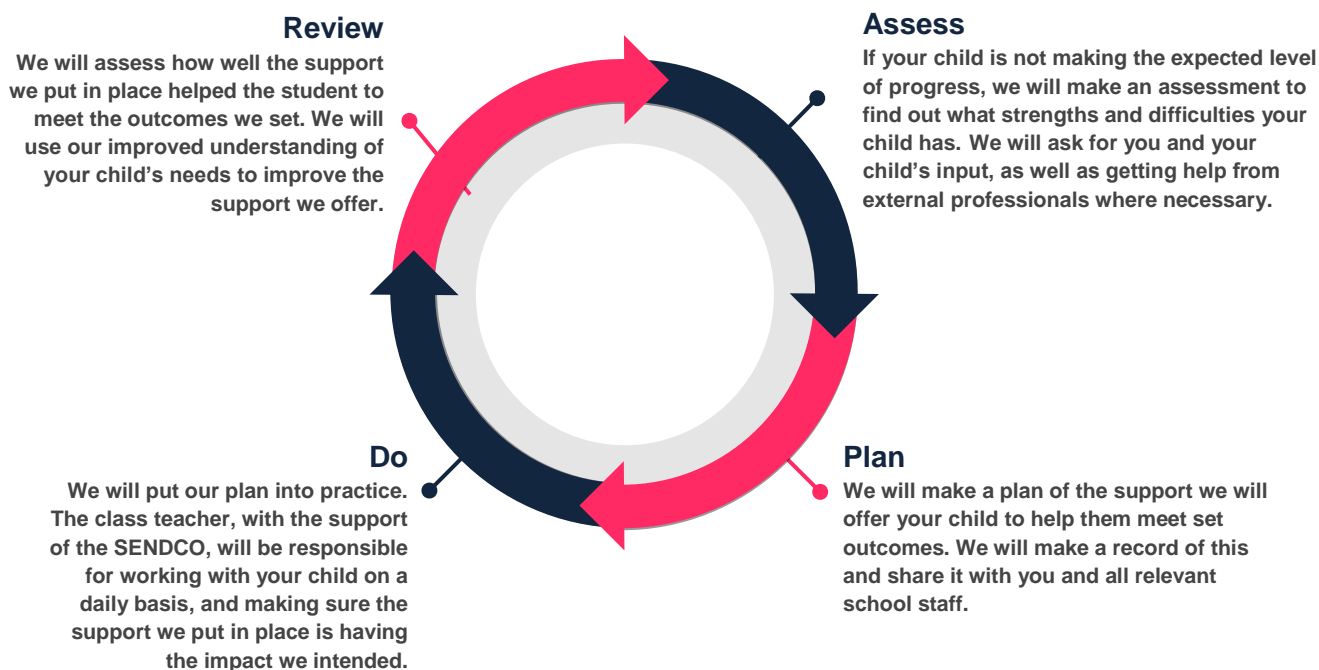 Review
We will assess how well the support
we put in place helped the student to
meet the outcomes we set. We will
use our improved understanding of
your child’s needs to improve the
support we offer.
Assess
If your child is not making the expected level
of progress, we will make an assessment to
find out what strengths and difficulties your
child has. We will ask for you and your
child’s input, as well as getting help from
external professionals where necessary.
Do
We will put our plan into practice.
The class teacher, with the support
of the SENDCO, will be responsible
for working with your child on a
daily basis, and making sure the
support we put in place is having
the impact we intended.
Plan
We will make a plan of the support we will
offer your child to help them meet set
outcomes. We will make a record of this
and share it with you and all relevant
school staff.